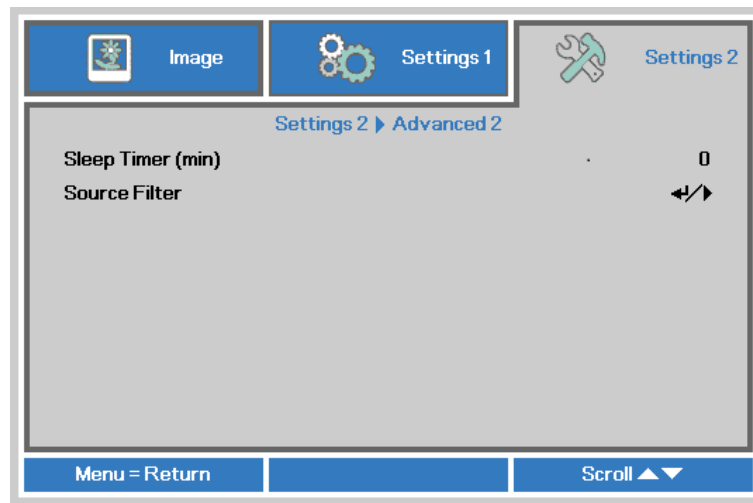 Image
Settings 1
Settings 2
Settings 2 ▶ Advanced 2
Sleep Timer (min) 0
Source Filter ↵/▶
Menu = Return
Scroll ▲▼